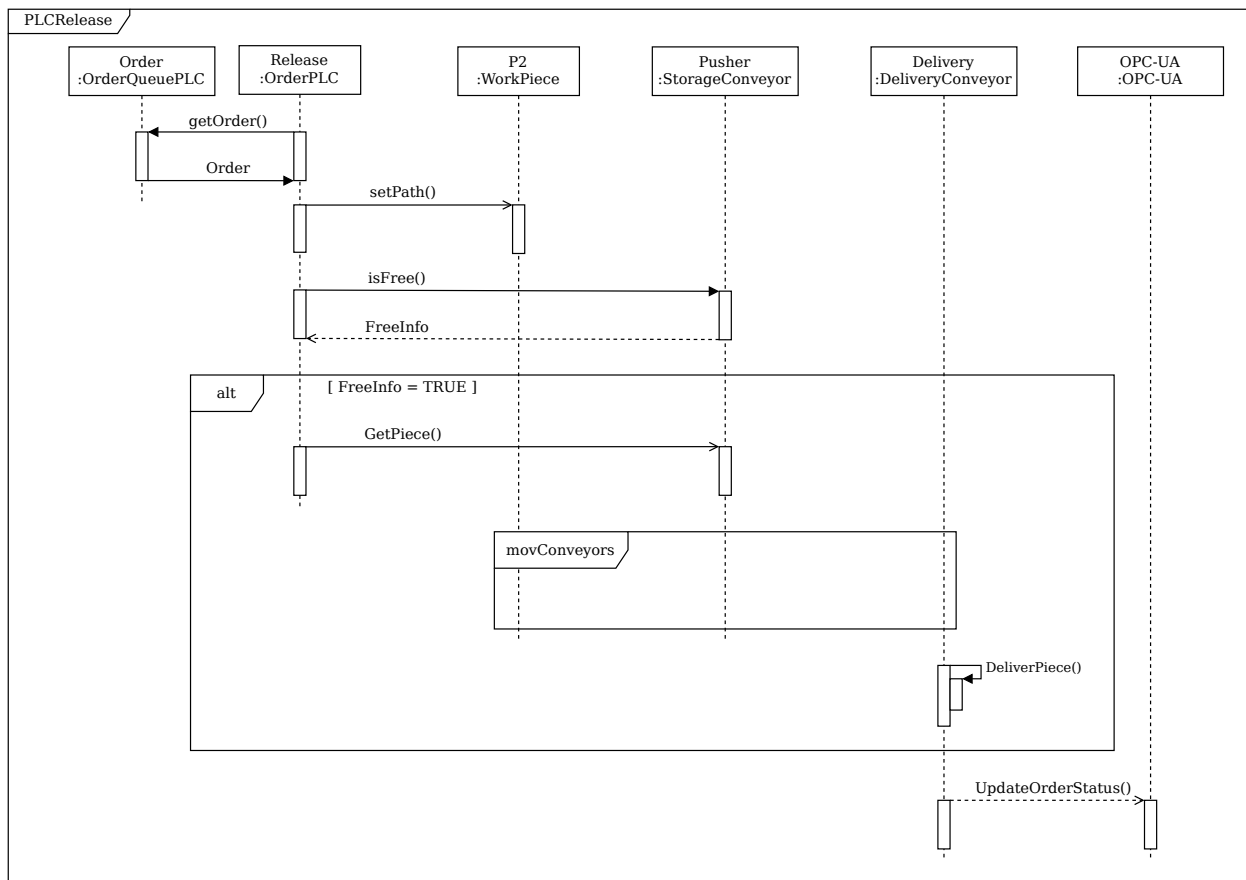 PLCRelease
Order
:OrderQueuePLC
Release
:OrderPLC
P2
:WorkPiece
Pusher
:StorageConveyor
Delivery
:DeliveryConveyor
OPC-UA
:OPC-UA
getOrder()
Order
setPath()
isFree()
FreeInfo
alt
[ FreeInfo = TRUE ]
GetPiece()
movConveyors
DeliverPiece()
UpdateOrderStatus()